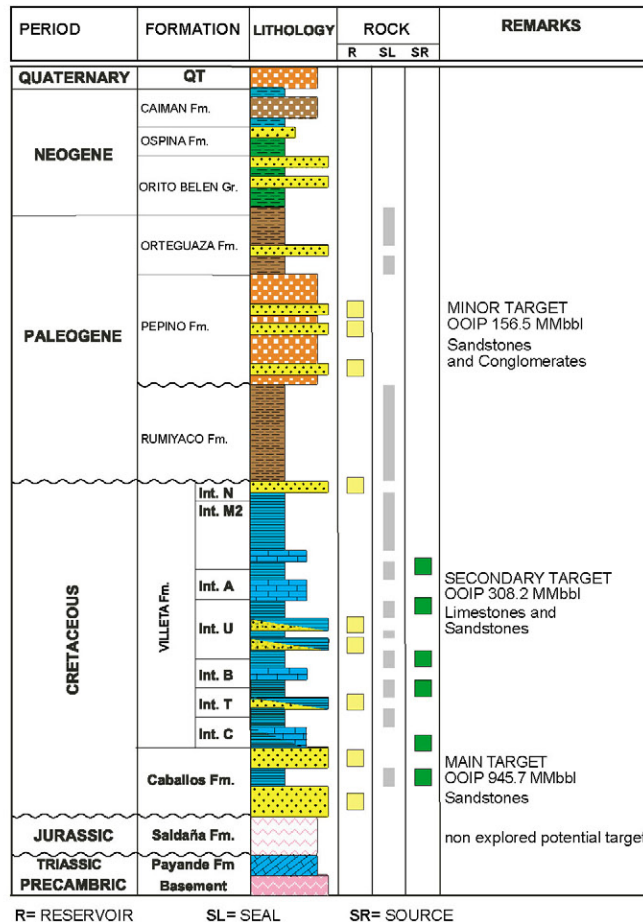 PERIOD FORMATION LITHOLOGY ROCK REMARKS
R SL SR
QUATERNARY QT
NEOGENE
CAIMAN Fm.
OSPINA Fm.
ORITO BELEN Gr.
PALEOGENE
ORTEGUAZA Fm.
PEPINO Fm.
MINOR TARGET
OOIP 156.5 MMbbl
Sandstones
and Conglomerates
RUMIYACO Fm.
CRETACEOUS
VILLETA Fm.
Int. N
Int. M2
Int. A
Int. U
Int. B
Int. T
Int. C
SECONDARY TARGET
OOIP 308.2 MMbbl
Limestones and
Sandstones
Caballos Fm.
MAIN TARGET
OOIP 945.7 MMbbl
Sandstones
JURASSIC Saldaña Fm. non explored potential target
TRIASSIC Payande Fm
PRECAMBRIC Basement
R= RESERVOIR SL= SEAL SR= SOURCE